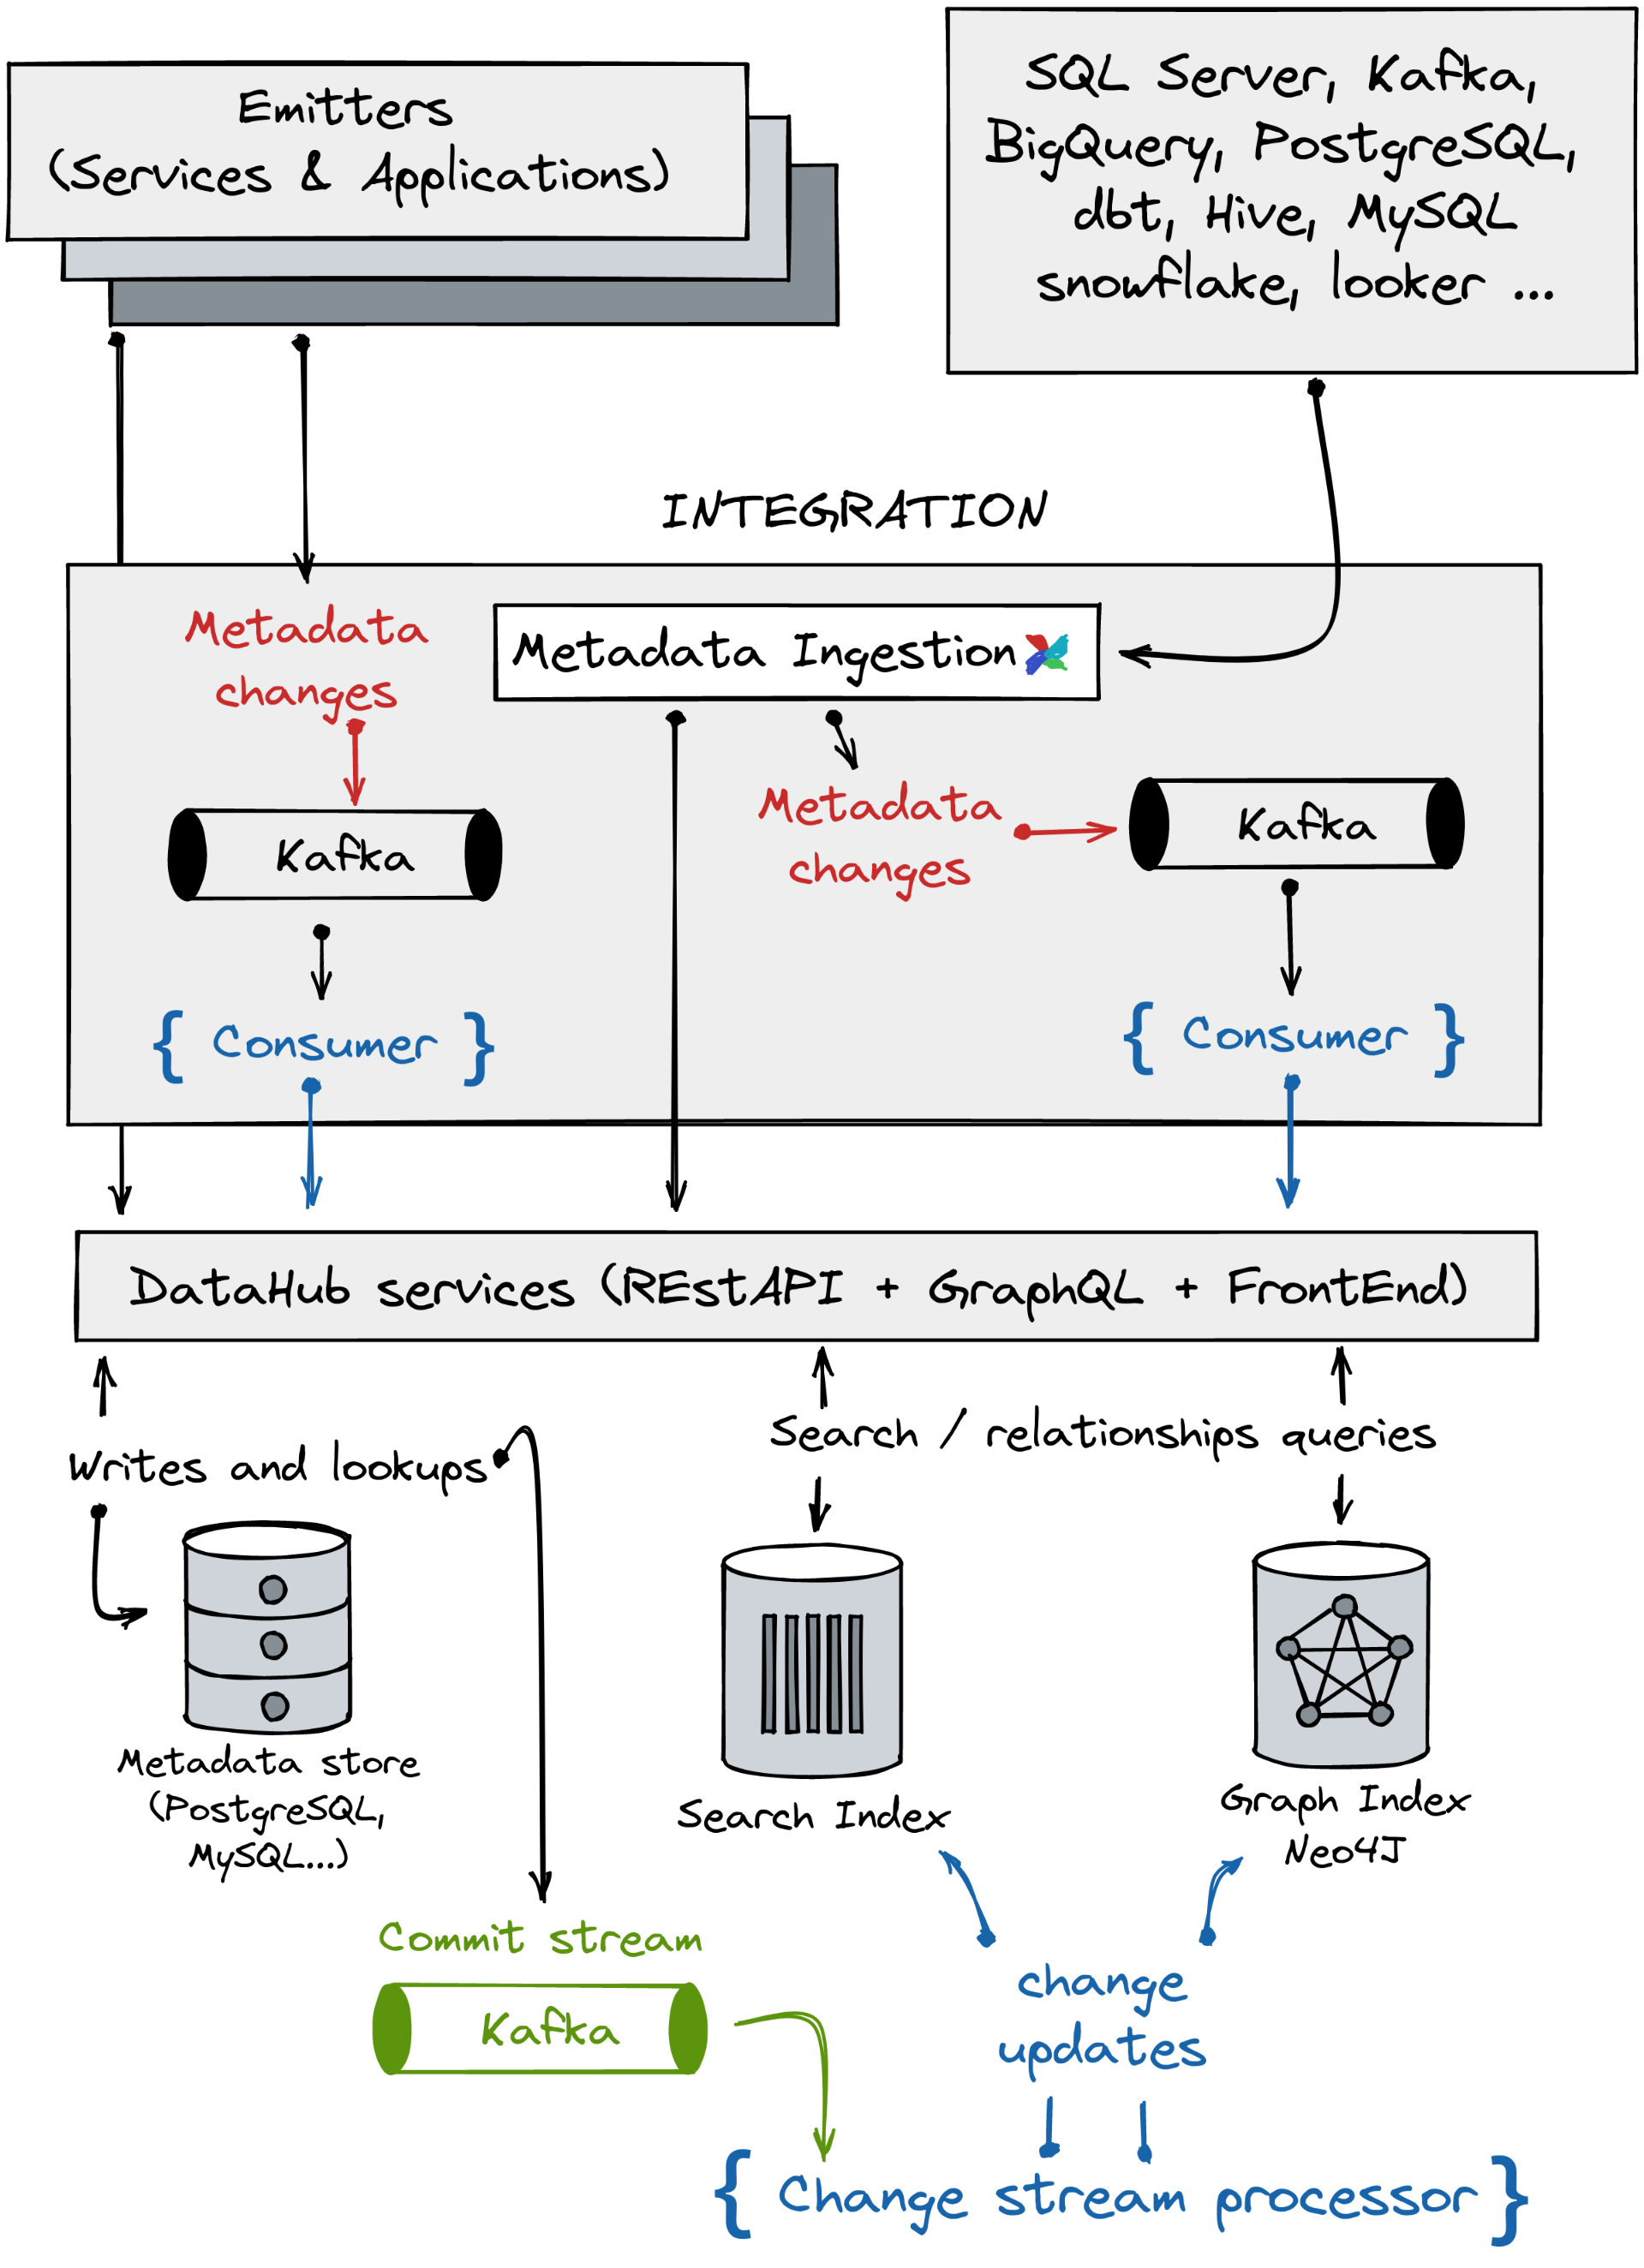 Emitters
(Services & Applications)
SQL Server, Kafka,
BigQuery, PostgreSQL,
dbt, Hive, MySQL
snowflake, looker ...
INTEGRATION
Metadata
changes
Metadata Ingestion
Kafka
Metadata
changes
Kafka
{ Consumer }
{ Consumer }
DataHub services (REstAPI + GraphQL + FrontEnd)
Writes and lookups
Search / relationships queries
Metadata store
(PostgreSQL,
MySQL...)
Search Index
Graph Index
Neo4J
Commit stream
Kafka
change
updates
{ Change stream processor }